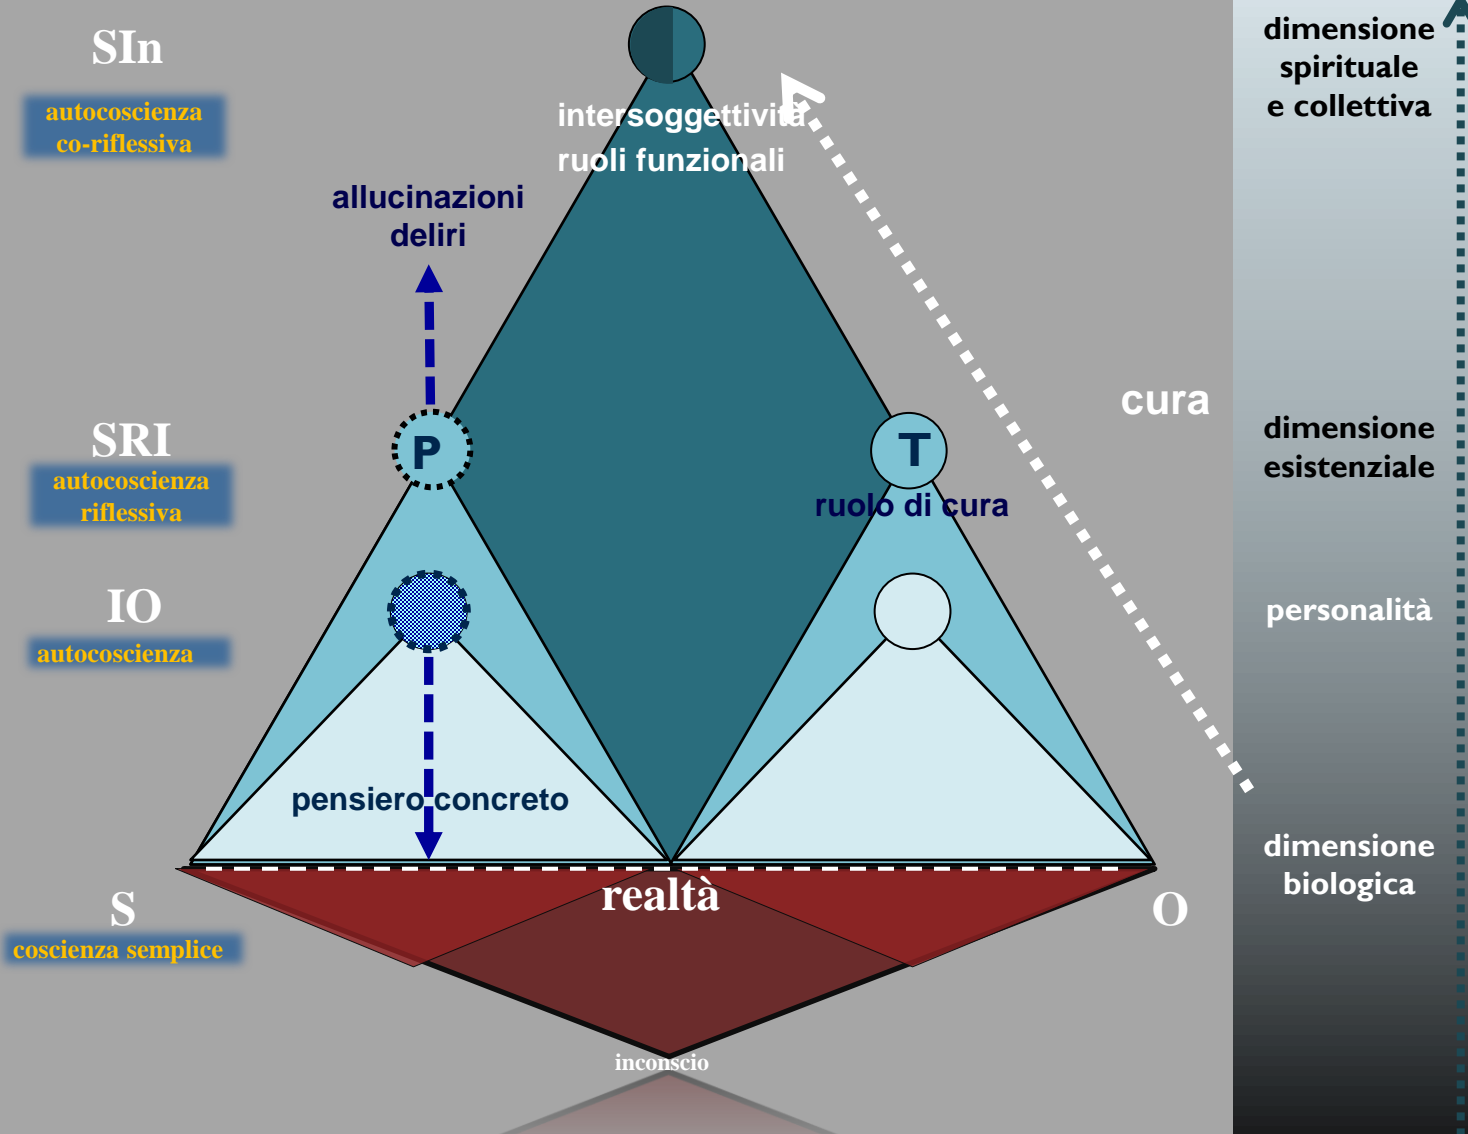 SIn
autocoscienza
co-riflessiva
intersoggettività
ruoli funzionali
allucinazioni
deliri
dimensione
spirituale
e collettiva
cura
SRI
autocoscienza
riflessiva
P
T
ruolo di cura
dimensione
esistenziale
IO
autocoscienza
personalità
pensiero concreto
dimensione
biologica
S
coscienza semplice
realtà
O
inconscio